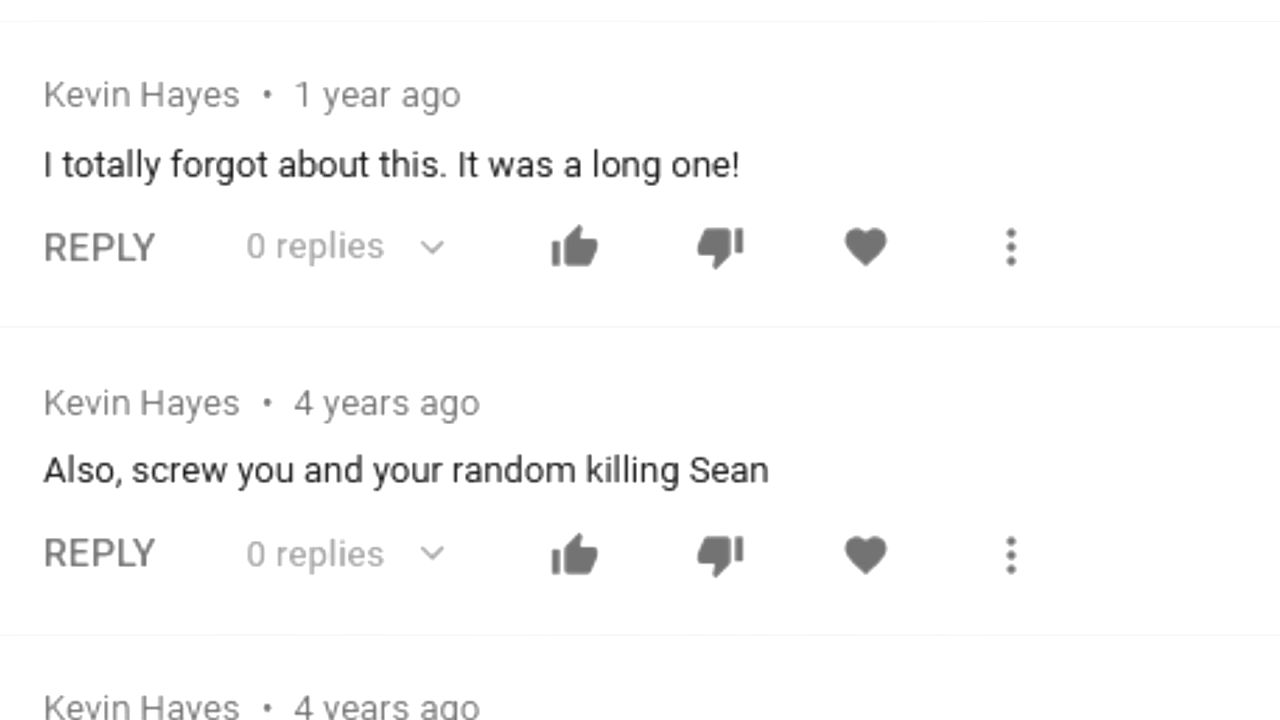 Kevin Hayes • 1 year ago
I totally forgot about this. It was a long one!
REPLY 0 replies
Kevin Hayes • 4 years ago
Also, screw you and your random killing Sean
REPLY 0 replies
Kevin Hayes • 4 years ago